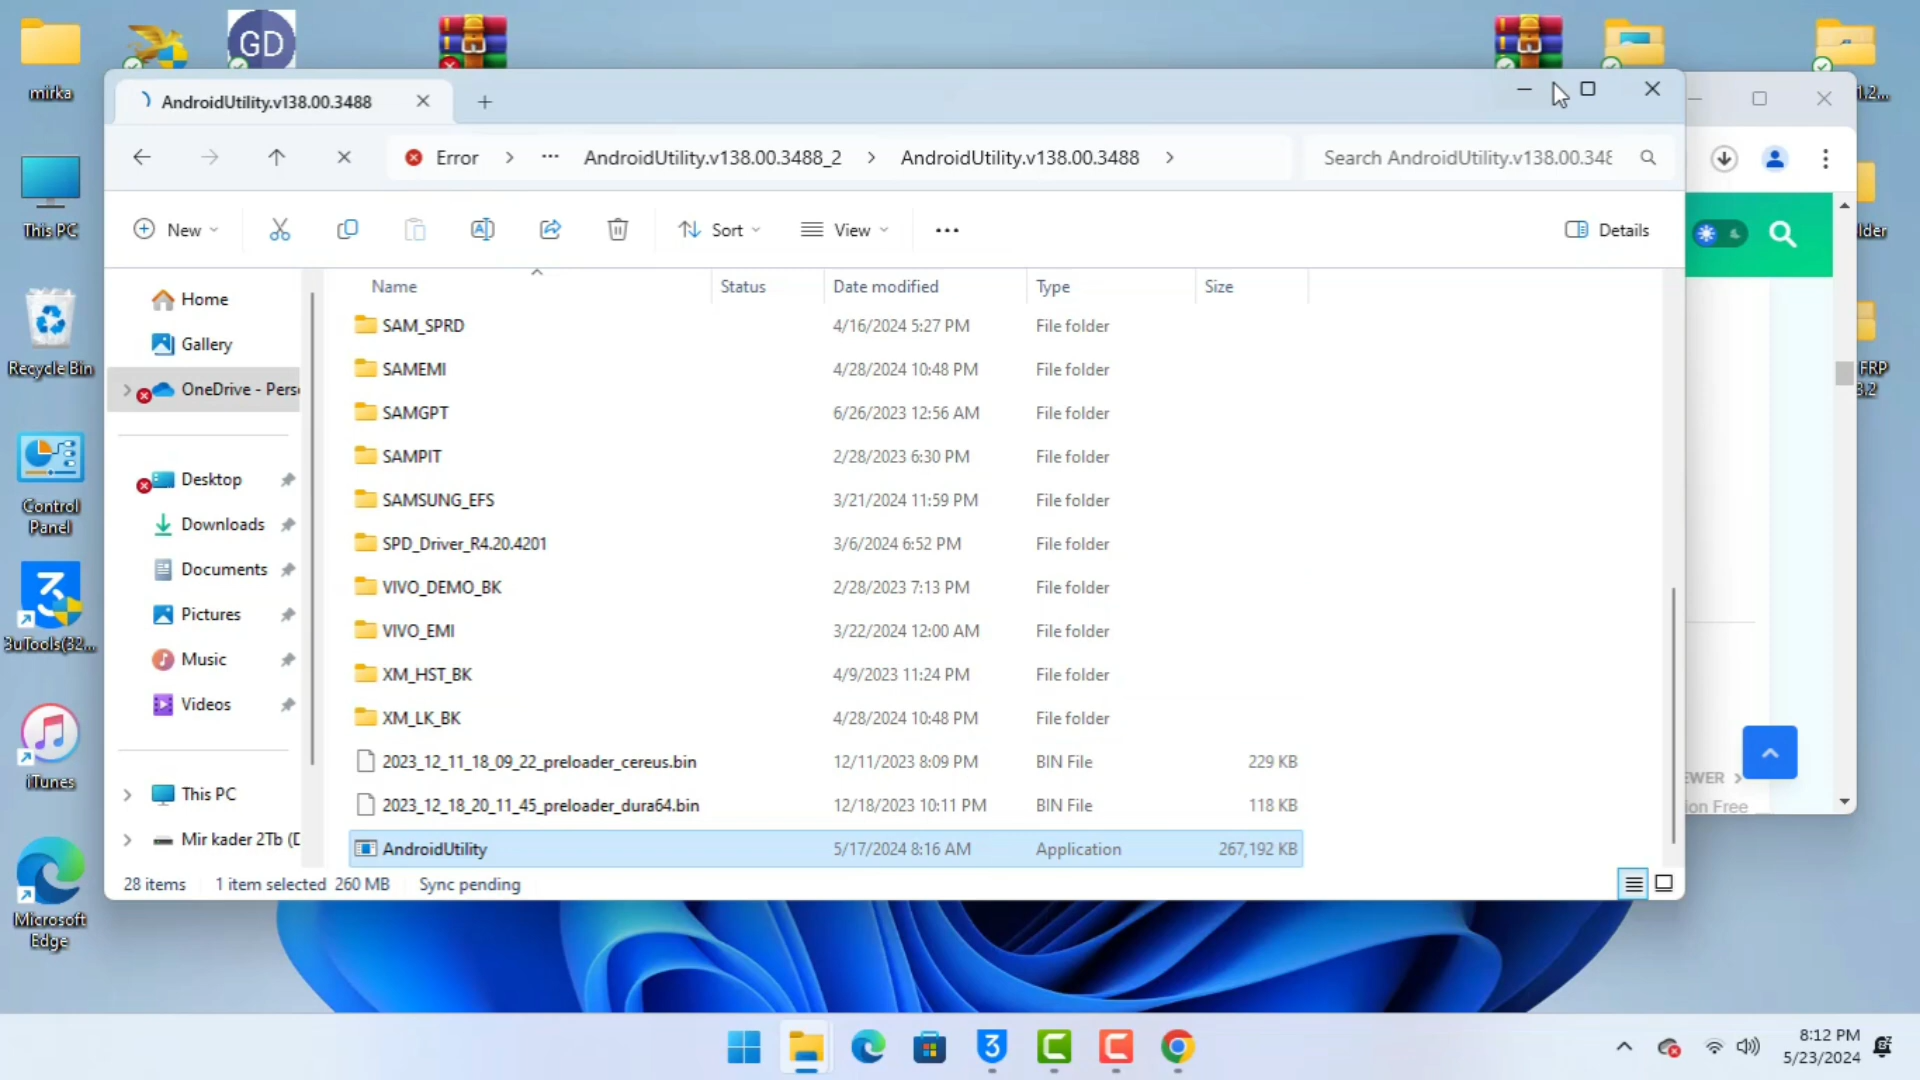 mirka
GD
This PC
Recycle Bin
Control
Panel
3uTools(32...
iTunes
Microsoft
Edge
AndroidUtility.v138.00.3488
Error > ... AndroidUtility.v138.00.3488_2 > AndroidUtility.v138.00.3488 >
Search AndroidUtility.v138.00.348
New
Sort
View
Details
Home
Gallery
OneDrive - Pers
Desktop
Downloads
Documents
Pictures
Music
Videos
This PC
Mir kader 2Tb (D
Name Status Date modified Type Size
SAM_SPRD 4/16/2024 5:27 PM File folder
SAMEMI 4/28/2024 10:48 PM File folder
SAMGPT 6/26/2023 12:56 AM File folder
SAMPIT 2/28/2023 6:30 PM File folder
SAMSUNG_EFS 3/21/2024 11:59 PM File folder
SPD_Driver_R4.20.4201 3/6/2024 6:52 PM File folder
VIVO_DEMO_BK 2/28/2023 7:13 PM File folder
VIVO_EMI 3/22/2024 12:00 AM File folder
XM_HST_BK 4/9/2023 11:24 PM File folder
XM_LK_BK 4/28/2024 10:48 PM File folder
2023_12_11_18_09_22_preloader_cereus.bin 12/11/2023 8:09 PM BIN File 229 KB
2023_12_18_20_11_45_preloader_dura64.bin 12/18/2023 10:11 PM BIN File 118 KB
AndroidUtility 5/17/2024 8:16 AM Application 267,192 KB
28 items 1 item selected 260 MB Sync pending
lder
FRP
3.2
EWER >
ion Free
8:12 PM
5/23/2024